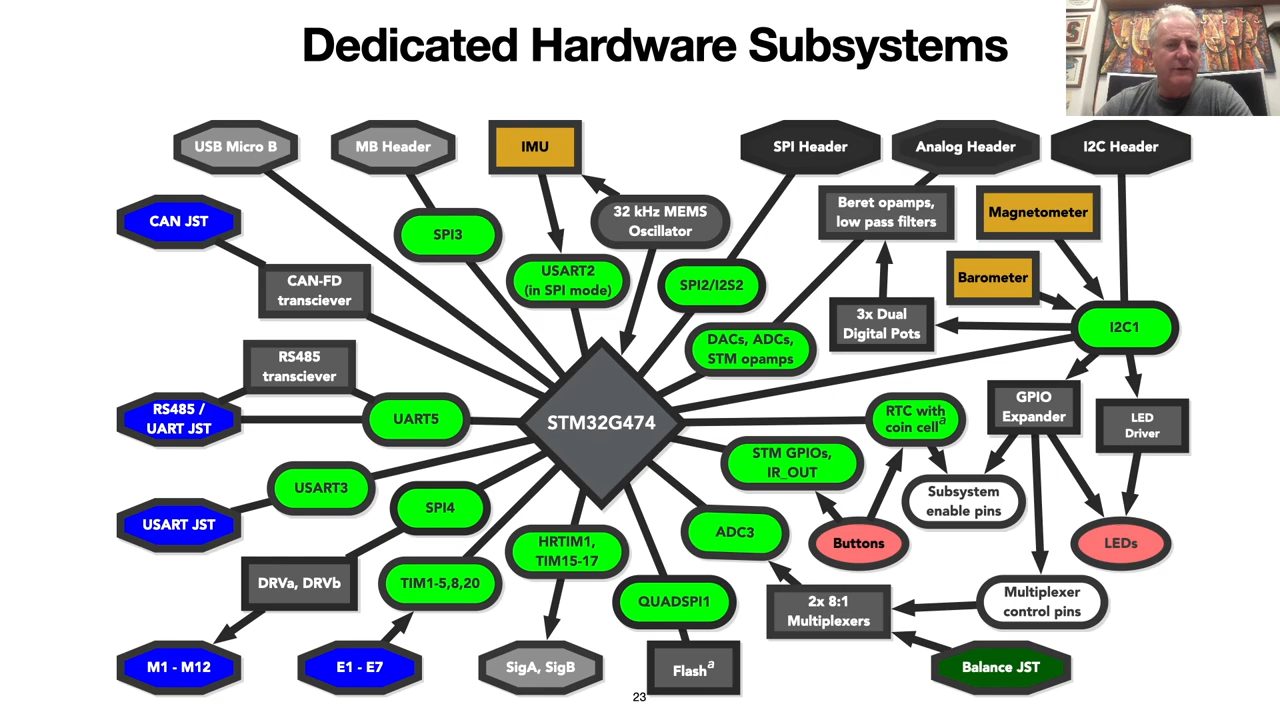 Dedicated Hardware Subsystems
USB Micro B
MB Header
IMU
SPI Header
Analog Header
I2C Header
CAN JST
SPI3
32 kHz MEMS
Oscillator
Beret opamps,
low pass filters
Magnetometer
CAN-FD
transciever
USART2
(in SPI mode)
SPI2/I2S2
Barometer
3x Dual
Digital Pots
I2C1
DACs, ADCs,
STM opamps
RS485
transciever
RS485 /
UART JST
UART5
STM32G474
RTC with
coin cellª
GPIO
Expander
LED
Driver
STM GPIOs,
IR_OUT
USART3
SPI4
Subsystem
enable pins
USART JST
HRTIM1,
TIM15-17
ADC3
Buttons
LEDs
DRVa, DRVb
TIM1-5,8,20
QUADSPI1
2x 8:1
Multiplexers
Multiplexer
control pins
M1 - M12
E1 - E7
SigA, SigB
Flashª
Balance JST
23